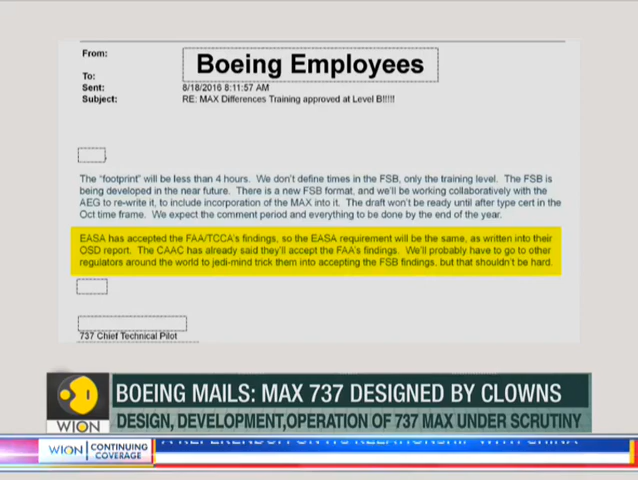 From:
Boeing Employees
To:
Sent: 8/18/2016 8:11:57 AM
Subject: RE: MAX Differences Training approved at Level B!!!!!
The "footprint" will be less than 4 hours. We don't define times in the FSB, only the training level. The FSB is
being developed in the near future. There is a new FSB format, and we'll be working collaboratively with the
AEG to re-write it, to include incorporation of the MAX into it. The draft won't be ready until after type cert in the
Oct time frame. We expect the comment period and everything to be done by the end of the year.
EASA has accepted the FAA/TCCA's findings, so the EASA requirement will be the same, as written into their
OSD report. The CAAC has already said they'll accept the FAA's findings. We'll probably have to go to other
regulators around the world to jedi-mind trick them into accepting the FSB findings, but that shouldn't be hard.
737 Chief Technical Pilot
BOEING MAILS: MAX 737 DESIGNED BY CLOWNS
WION
DESIGN, DEVELOPMENT,OPERATION OF 737 MAX UNDER SCRUTINY
WION CONTINUING COVERAGE
A REFERENDUM ON ITS RELATIONSHIP WITH CHINA